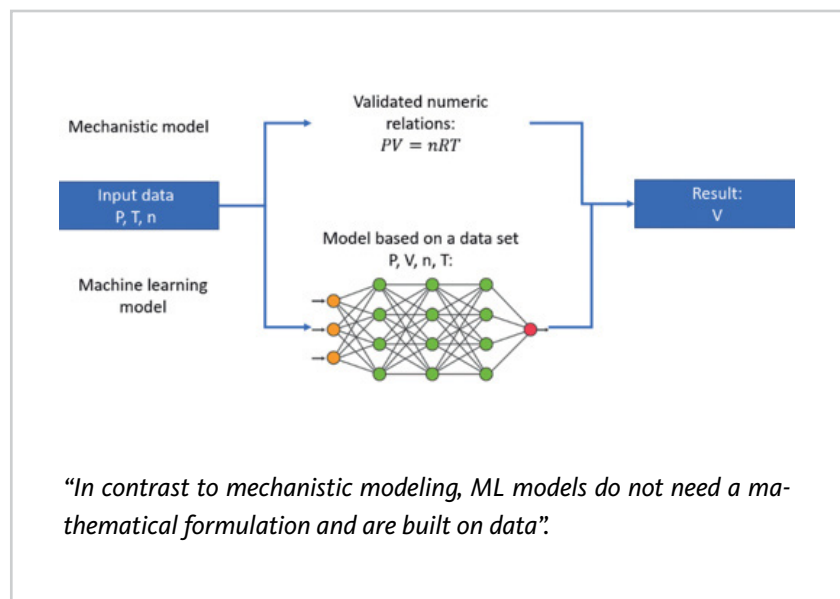 Mechanistic model
Validated numeric
relations:
PV = nRT
Input data
P, T, n
Result:
V
Machine learning
model
Model based on a data set
P, V, n, T:
“In contrast to mechanistic modeling, ML models do not need a ma-
thematical formulation and are built on data”.